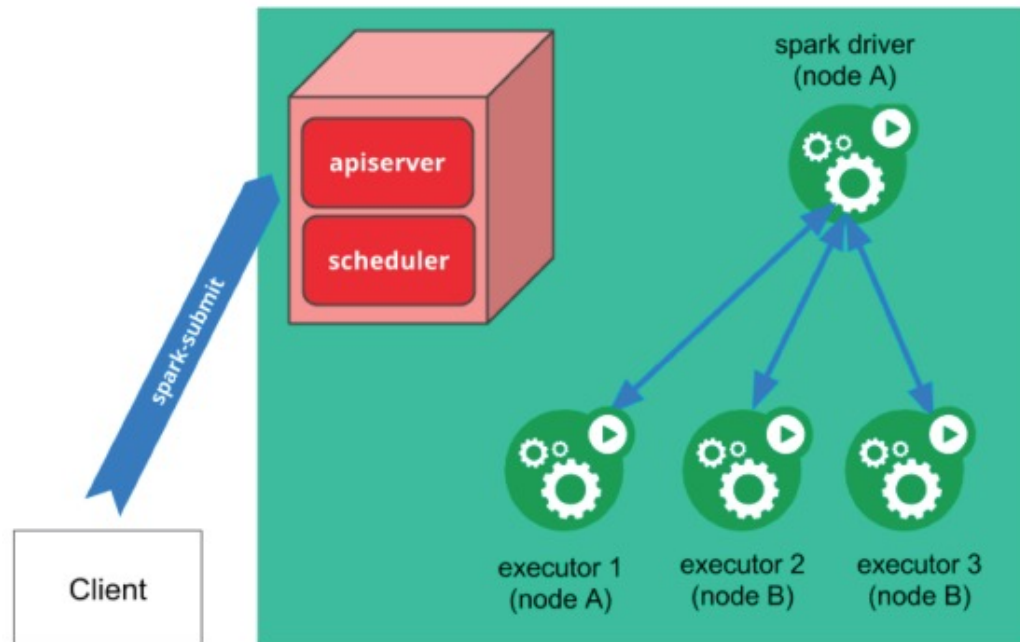 spark driver
(node A)
apiserver
scheduler
spark-submit
Client
executor 1
(node A)
executor 2
(node B)
executor 3
(node B)